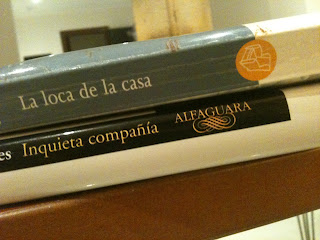 La loca de la casa
es Inquieta compañía ALFAGUARA